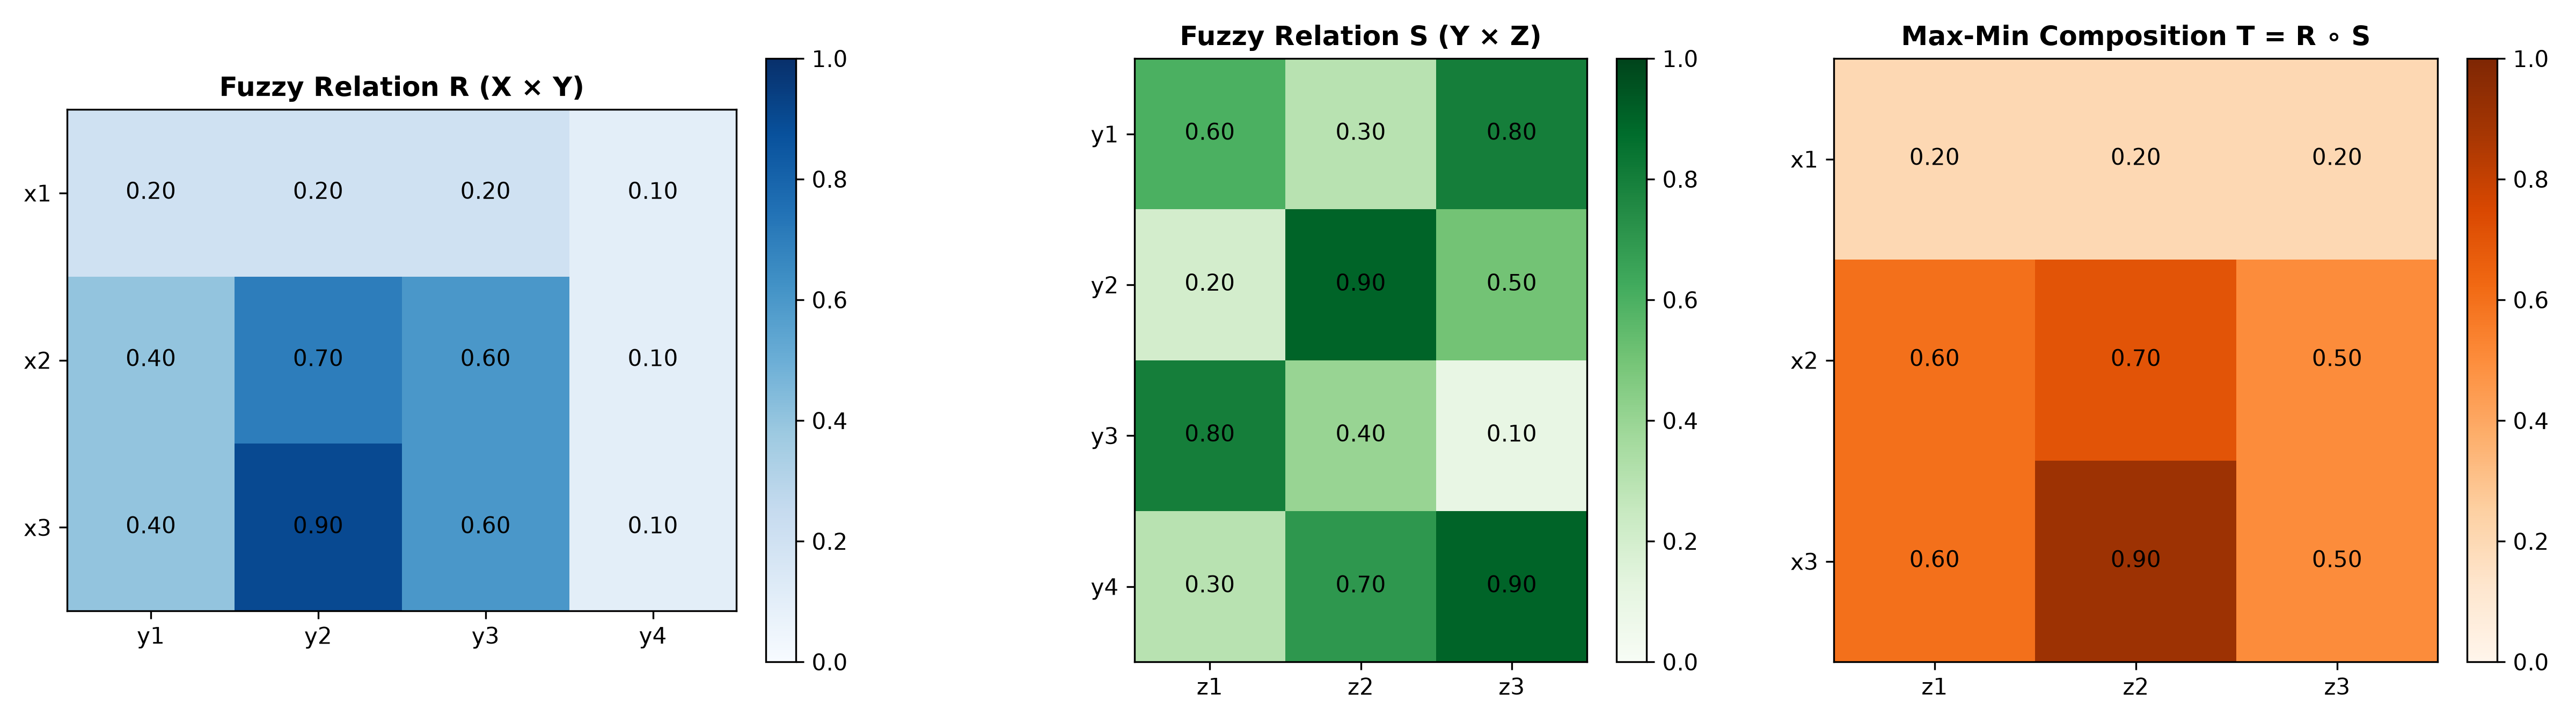 Fuzzy Relation R (X × Y)
x1 0.20 0.20 0.20 0.10
x2 0.40 0.70 0.60 0.10
x3 0.40 0.90 0.60 0.10
y1 y2 y3 y4
1.0
0.8
0.6
0.4
0.2
0.0
Fuzzy Relation S (Y × Z)
y1 0.60 0.30 0.80
y2 0.20 0.90 0.50
y3 0.80 0.40 0.10
y4 0.30 0.70 0.90
z1 z2 z3
1.0
0.8
0.6
0.4
0.2
0.0
Max-Min Composition T = R ∘ S
x1 0.20 0.20 0.20
x2 0.60 0.70 0.50
x3 0.60 0.90 0.50
z1 z2 z3
1.0
0.8
0.6
0.4
0.2
0.0